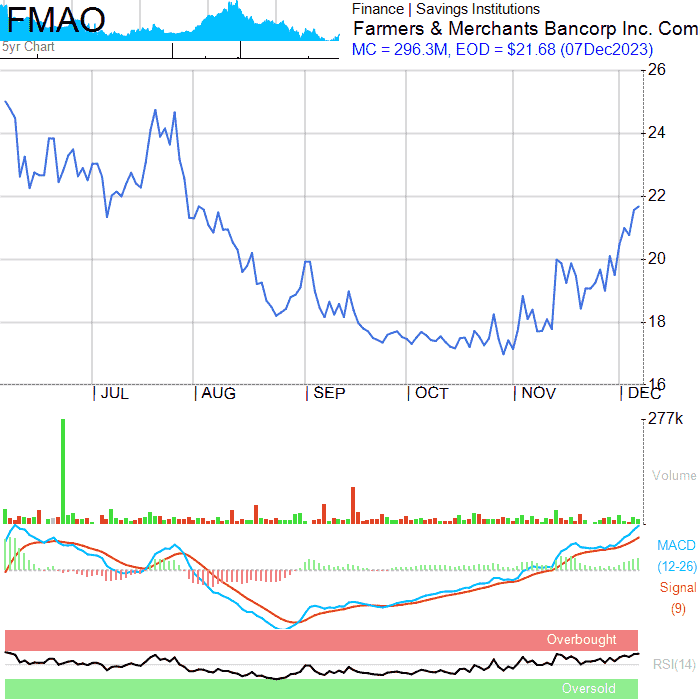 FMAO
5yr Chart
Finance | Savings Institutions
Farmers & Merchants Bancorp Inc. Com
MC = 296.3M, EOD = $21.68 (07Dec2023)
26
24
22
20
18
16
JUL AUG SEP OCT NOV DEC
277k
Volume
MACD
(12-26)
Signal
(9)
Overbought
RSI(14)
Oversold